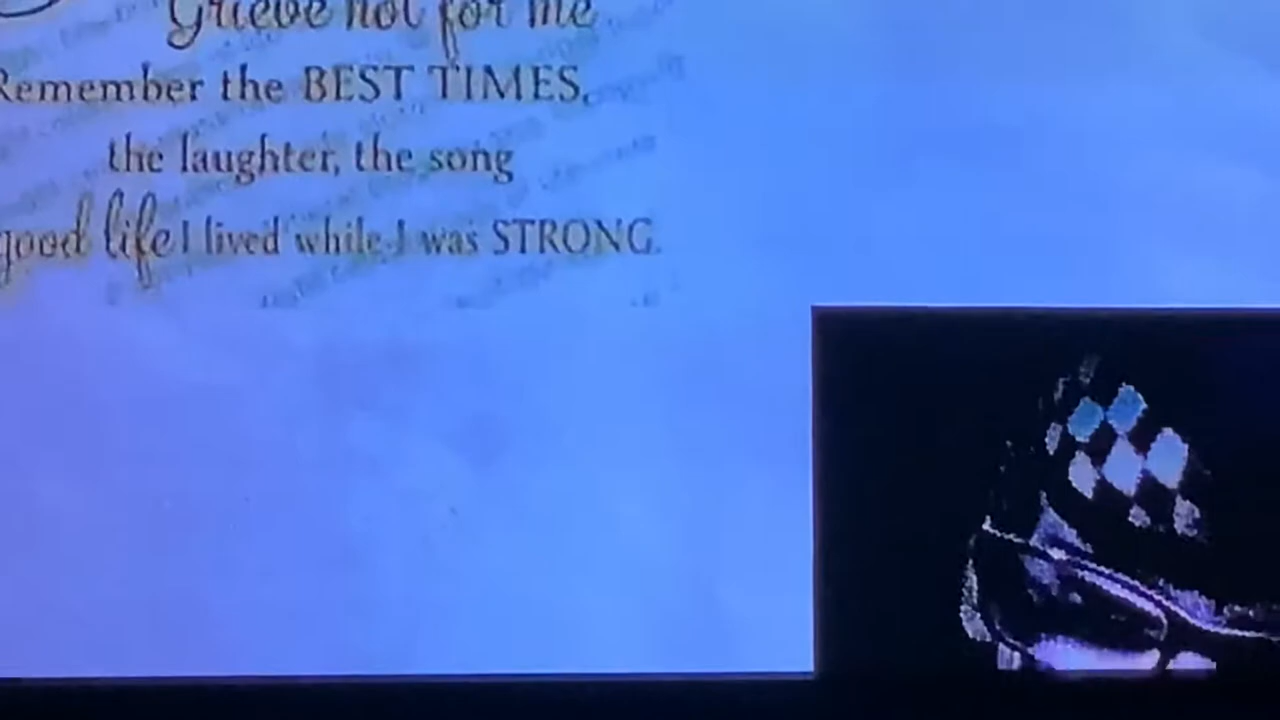 Grieve not for me
Remember the BEST TIMES,
the laughter, the song
good life I lived while I was STRONG.